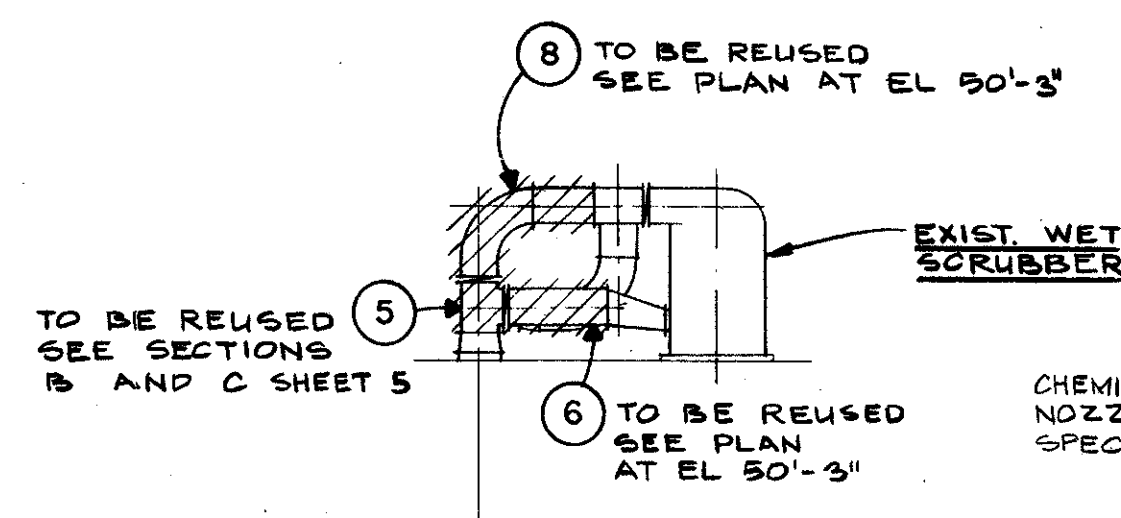 8 TO BE REUSED
SEE PLAN AT EL 50'-3"
EXIST. WET
SCRUBBER
5 TO BE REUSED
SEE SECTIONS
B AND C SHEET 5
6 TO BE REUSED
SEE PLAN
AT EL 50'-3"
CHEMI
NOZZ
SPEC